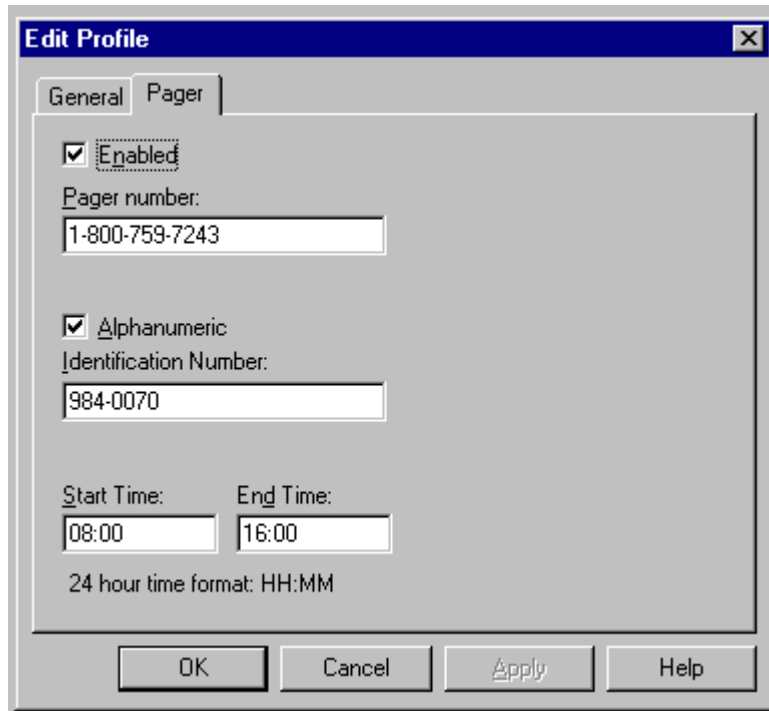 Edit Profile
General Pager
Enabled
Pager number:
1-800-759-7243
Alphanumeric
Identification Number:
984-0070
Start Time: End Time:
08:00 16:00
24 hour time format: HH:MM
OK Cancel Apply Help